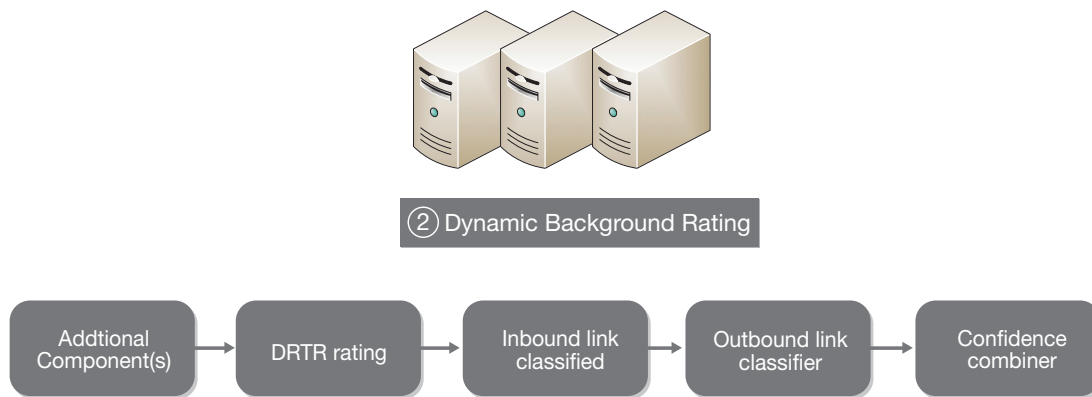 ② Dynamic Background Rating
Addtional
Component(s)
DRTR rating
Inbound link
classified
Outbound link
classifier
Confidence
combiner